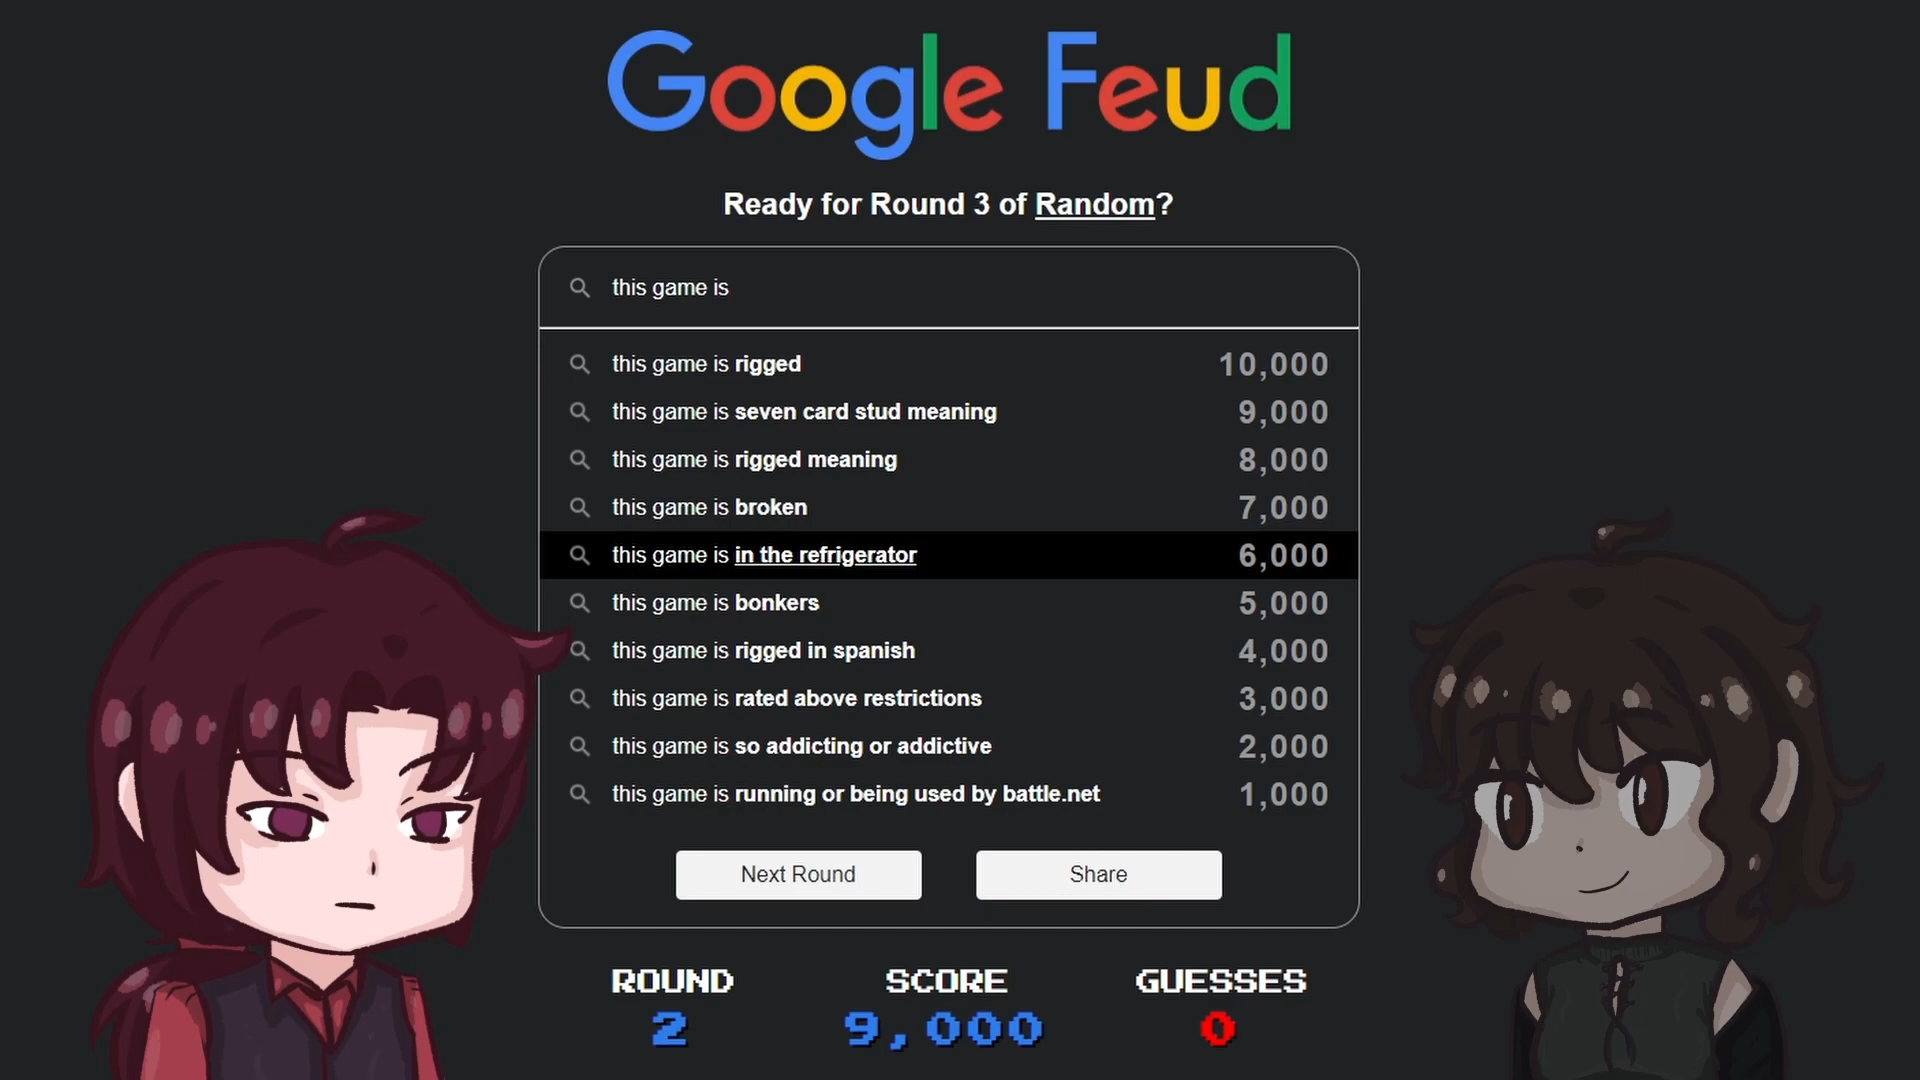 Google Feud
Ready for Round 3 of Random?
this game is
this game is rigged 10,000
this game is seven card stud meaning 9,000
this game is rigged meaning 8,000
this game is broken 7,000
this game is in the refrigerator 6,000
this game is bonkers 5,000
this game is rigged in spanish 4,000
this game is rated above restrictions 3,000
this game is so addicting or addictive 2,000
this game is running or being used by battle.net 1,000
Next Round Share
ROUND SCORE GUESSES
2 9,000 0